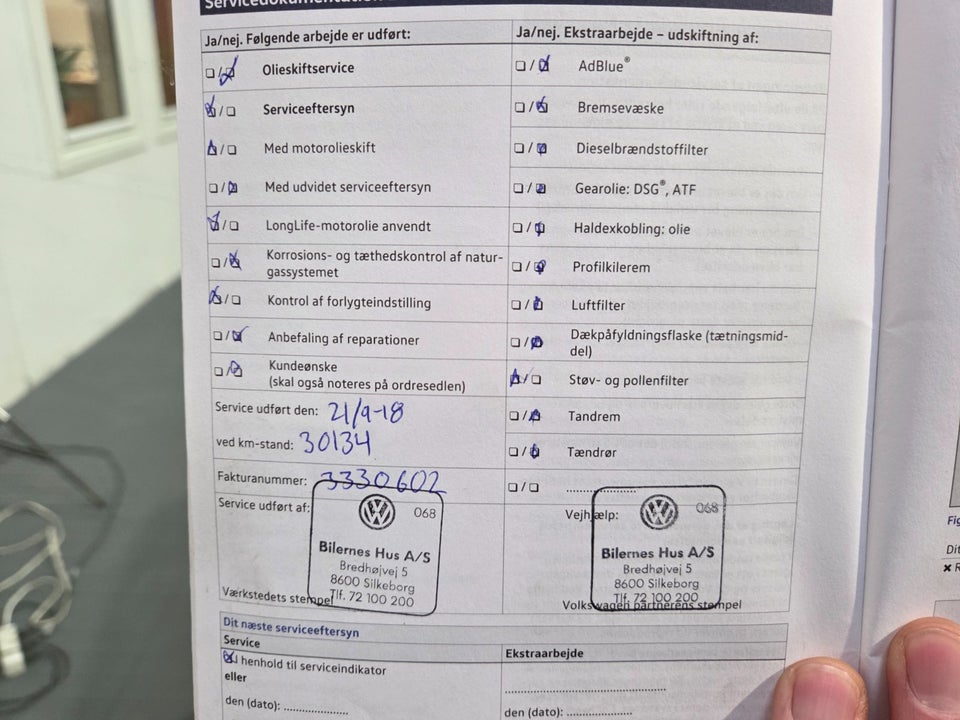 Servicedokumentation
Ja/nej. Følgende arbejde er udført:
Olieskiftservice
Serviceeftersyn
Med motorolieskift
Med udvidet serviceeftersyn
LongLife-motorolie anvendt
Korrosions- og tæthedskontrol af natur-
gassystemet
Kontrol af forlygteindstilling
Anbefaling af reparationer
Kundeønske
(skal også noteres på ordresedlen)
Service udført den: 21/9-18
ved km-stand: 30134
Fakturanummer: 3330602
Service udført af:
068
Bilernes Hus A/S
Bredhøjvej 5
8600 Silkeborg
Tlf. 72 100 200
Værkstedets stempel
Ja/nej. Ekstraarbejde – udskiftning af:
AdBlue®
Bremsevæske
Dieselbrændstoffilter
Gearolie: DSG®, ATF
Haldexkobling: olie
Profilkilerem
Luftfilter
Dækpåfyldningsflaske (tætningsmid-
del)
Støv- og pollenfilter
Tandrem
Tændrør
Vejhjælp:
068
Bilernes Hus A/S
Bredhøjvej 5
8600 Silkeborg
Tlf. 72 100 200
Volkswagen partnerens stempel
Dit næste serviceeftersyn
Service
I henhold til serviceindikator
eller
den (dato): ................
Ekstraarbejde
den (dato): ................
Fig
Dit